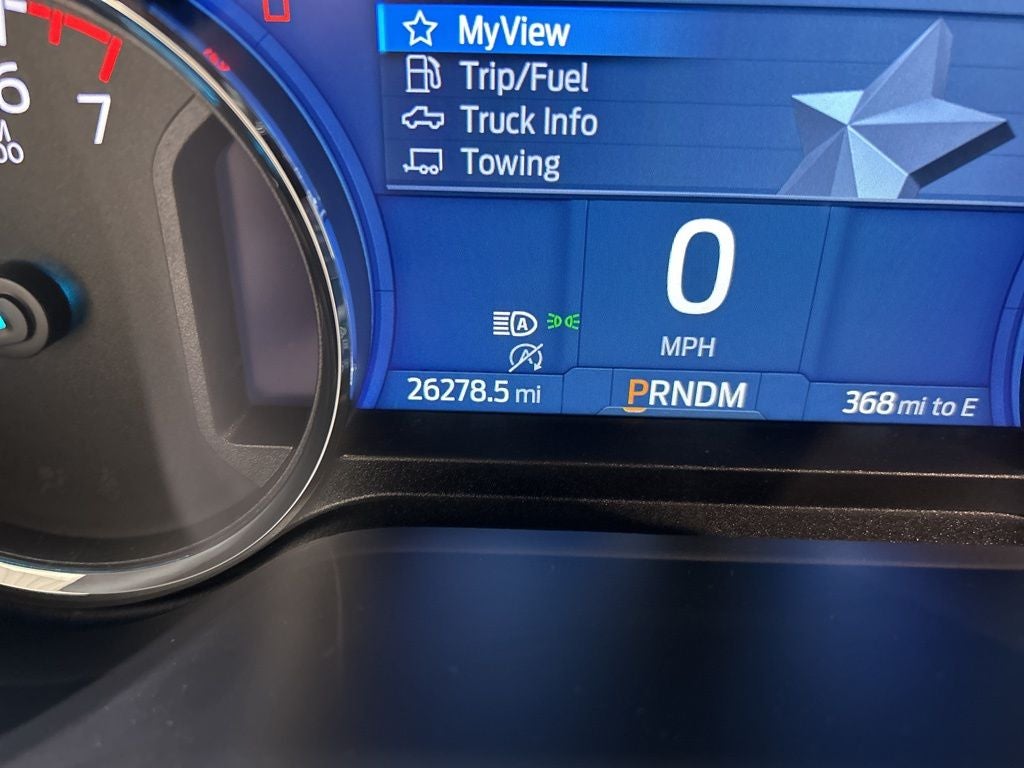 MyView
Trip/Fuel
Truck Info
Towing
6
7
0
MPH
A
A
26278.5 mi
PRNDM
368 mi to E